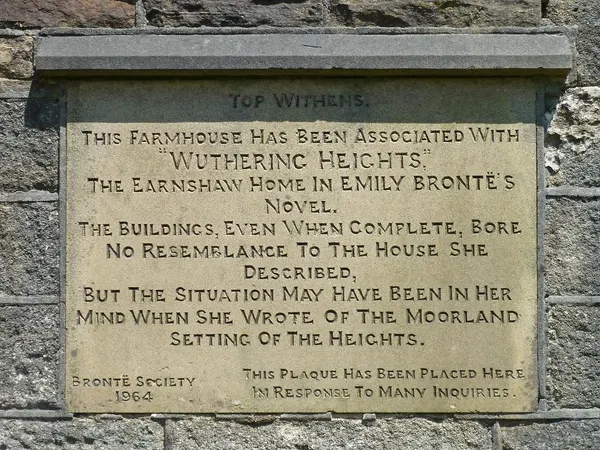 TOP WITHENS.
THIS FARMHOUSE HAS BEEN ASSOCIATED WITH
"WUTHERING HEIGHTS,"
THE EARNSHAW HOME IN EMILY BRONTË'S
NOVEL.
THE BUILDINGS, EVEN WHEN COMPLETE, BORE
NO RESEMBLANCE TO THE HOUSE SHE
DESCRIBED,
BUT THE SITUATION MAY HAVE BEEN IN HER
MIND WHEN SHE WROTE OF THE MOORLAND
SETTING OF THE HEIGHTS.
BRONTË SOCIETY
1964
THIS PLAQUE HAS BEEN PLACED HERE
IN RESPONSE TO MANY INQUIRIES.